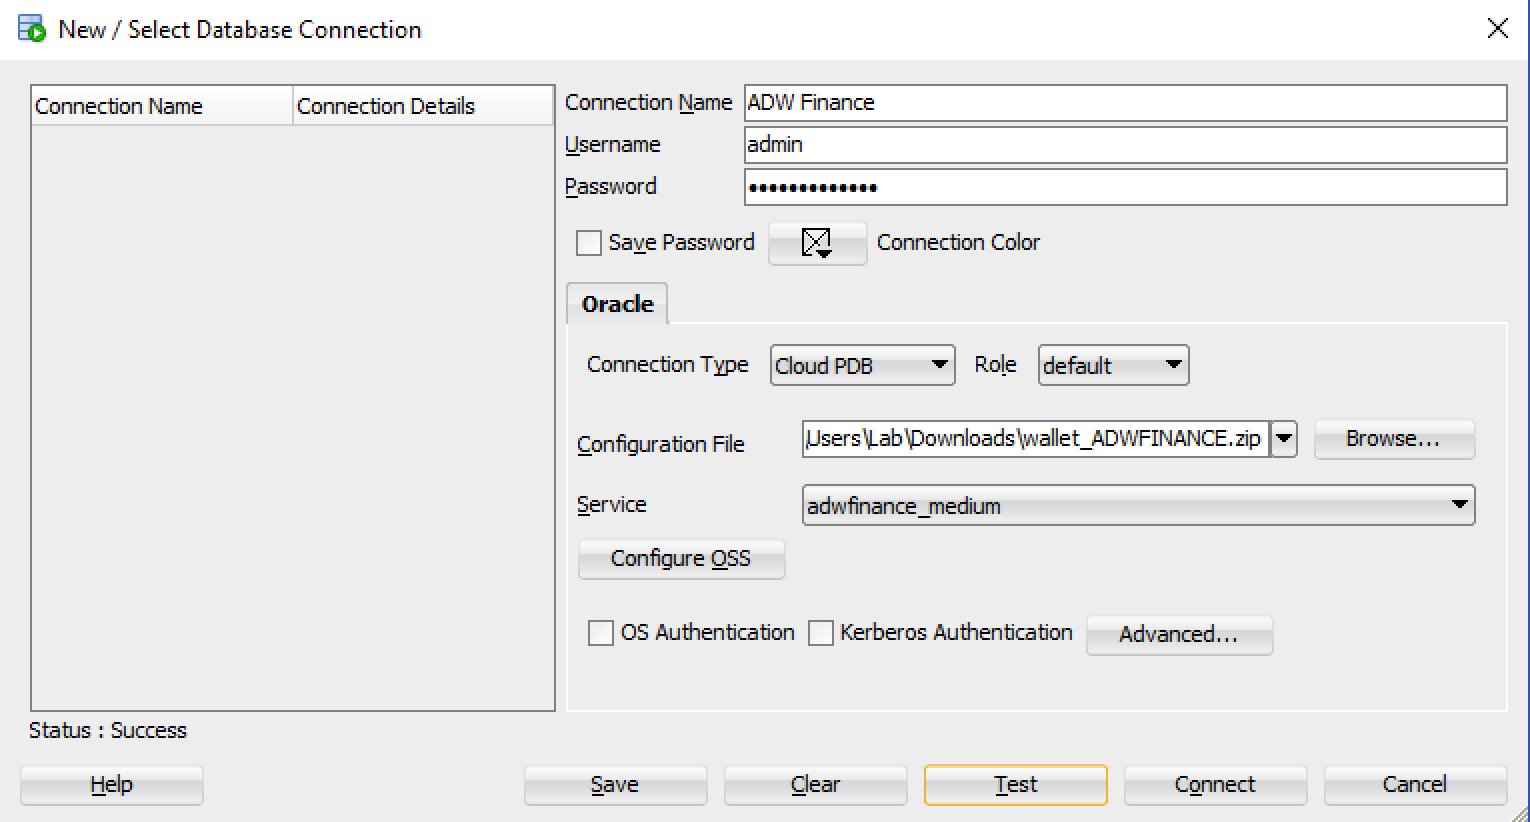 New / Select Database Connection
Connection Name Connection Details
Connection Name ADW Finance
Username admin
Password •••••••••••••
Save Password Connection Color
Oracle
Connection Type Cloud PDB Role default
Configuration File Users\Lab\Downloads\wallet_ADWFINANCE.zip Browse...
Service adwfinance_medium
Configure OSS
OS Authentication Kerberos Authentication Advanced...
Status : Success
Help Save Clear Test Connect Cancel